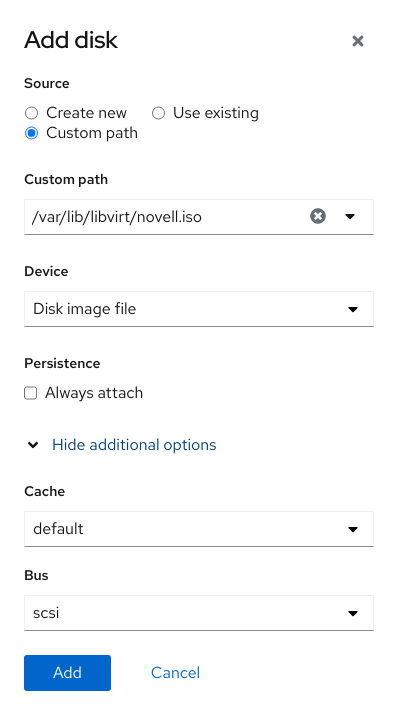 Add disk
Source
Create new Use existing
Custom path
Custom path
/var/lib/libvirt/novell.iso
Device
Disk image file
Persistence
Always attach
Hide additional options
Cache
default
Bus
scsi
Add Cancel